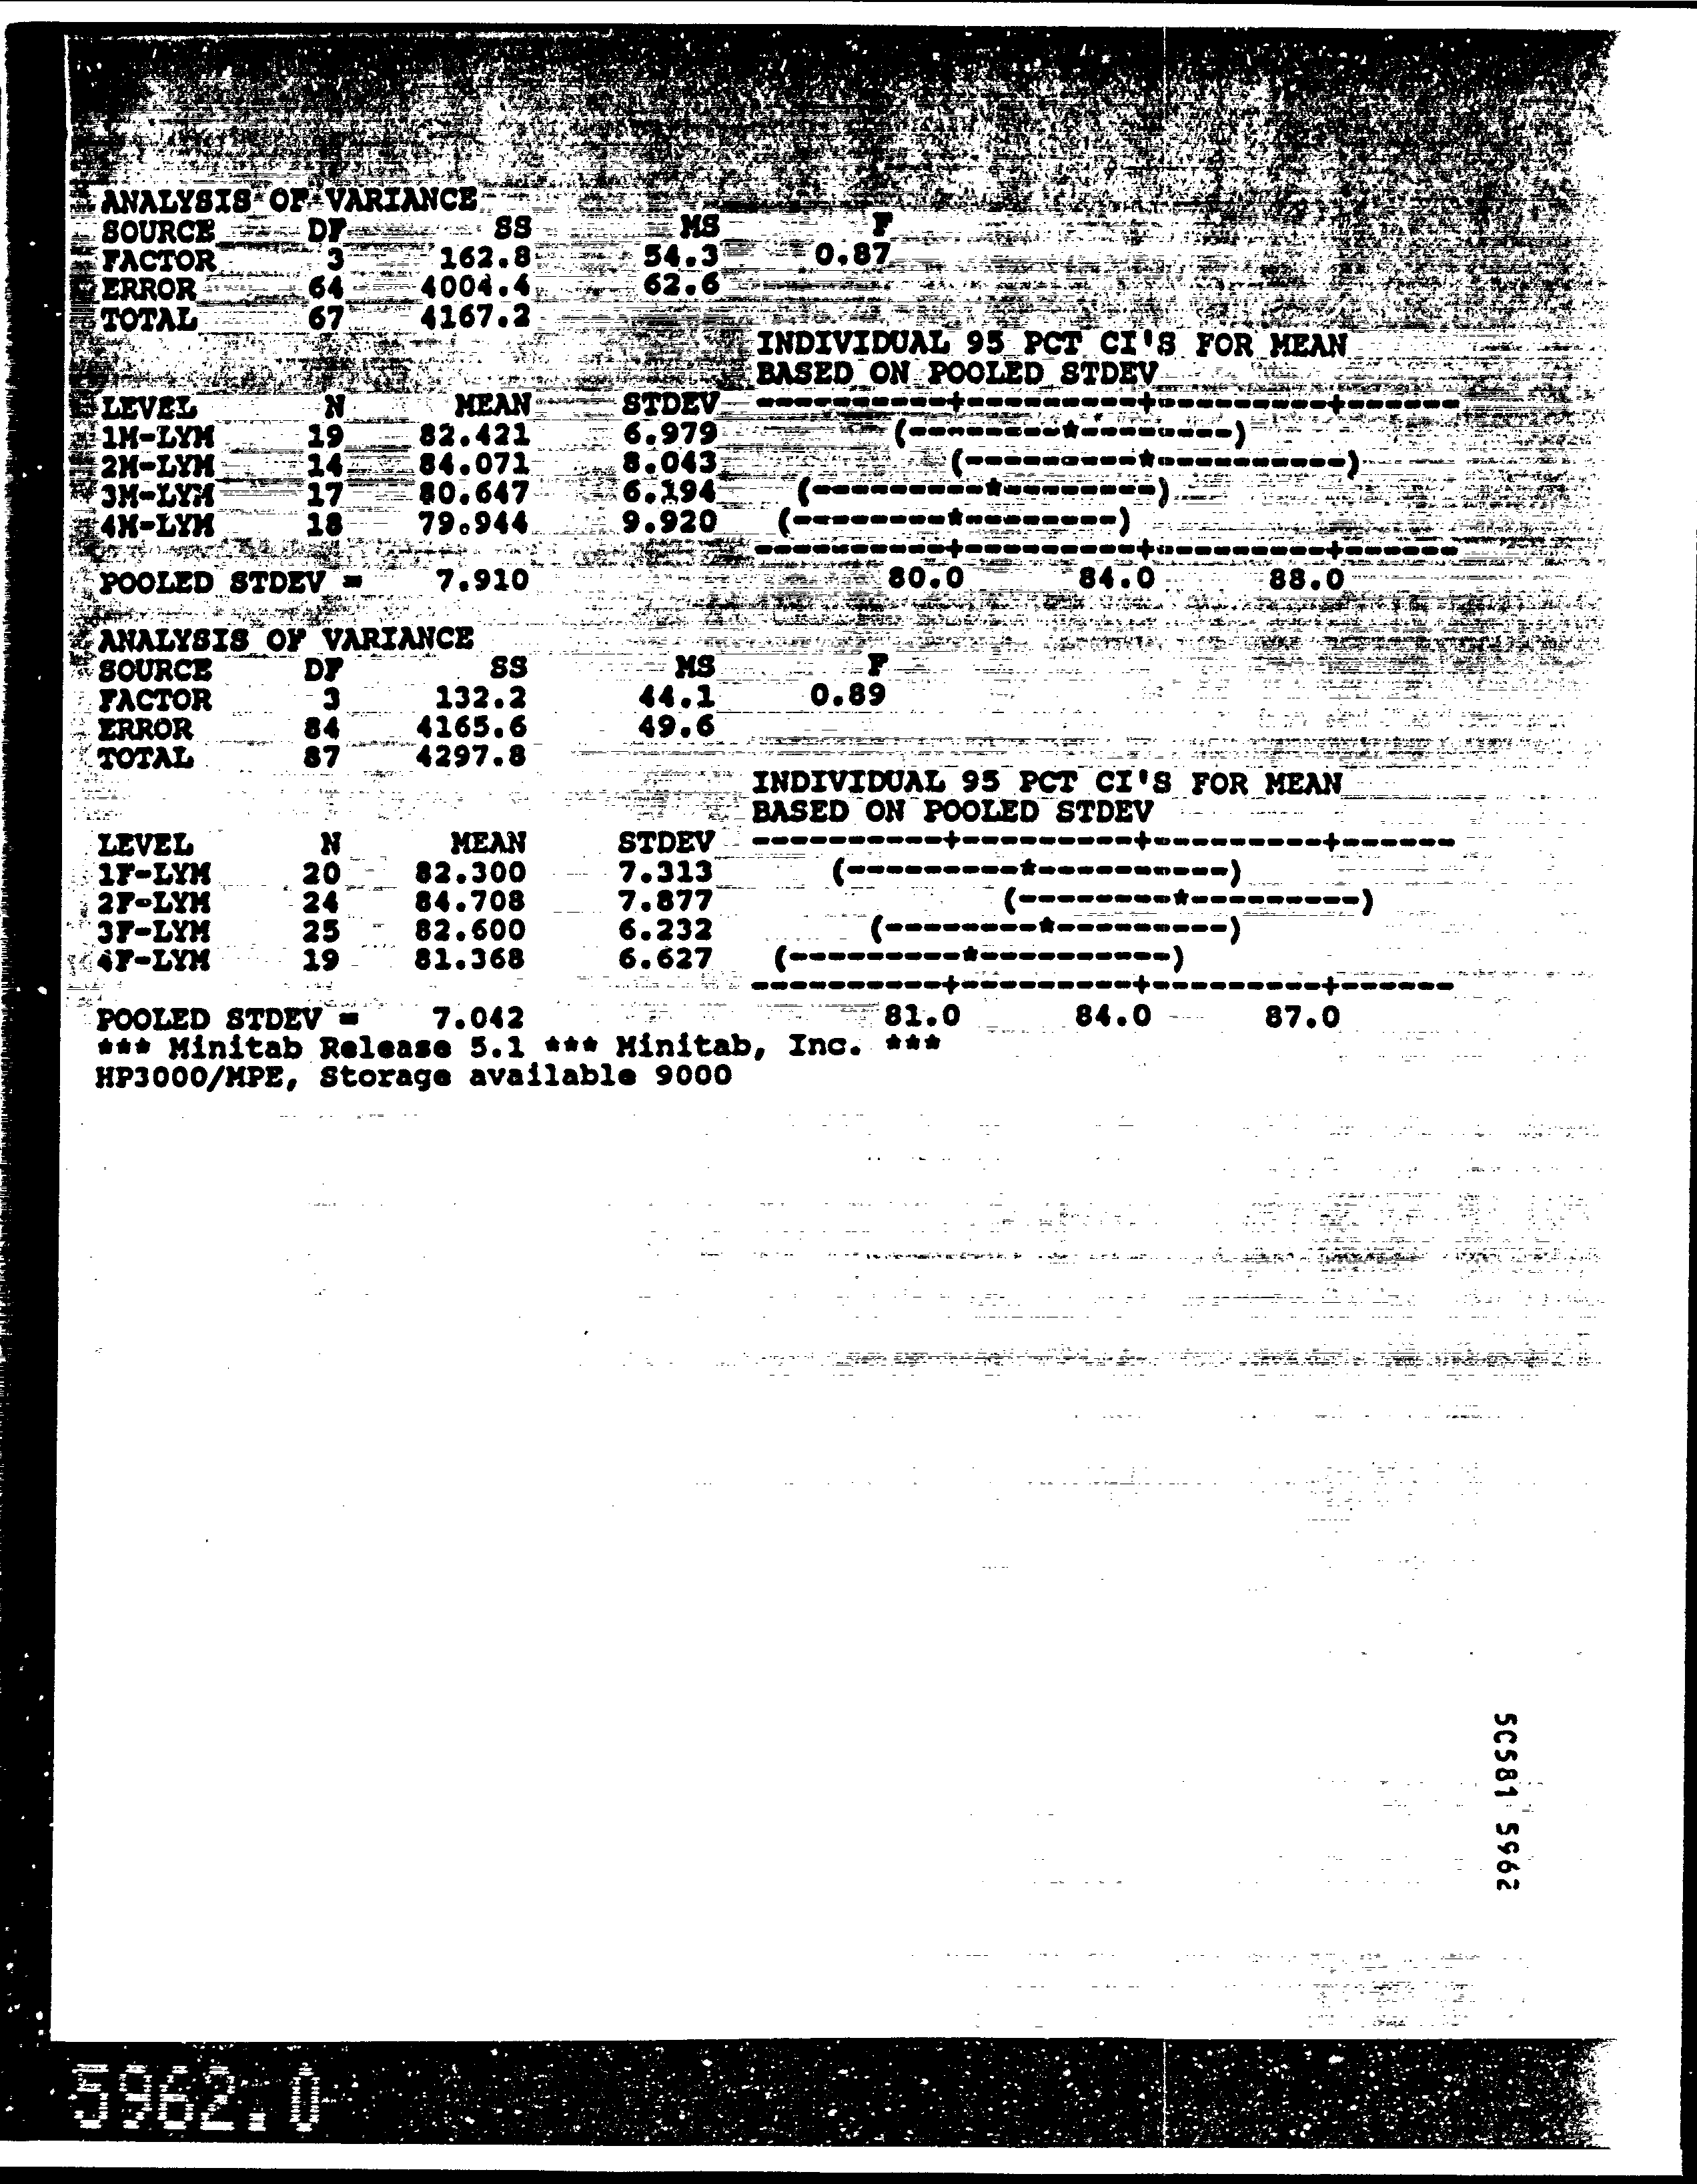 ANALYSIS OF VARIANCE
SOURCE DF SS MS F
FACTOR 3 162.8 54.3 0.87
ERROR 64 4004.4 62.6
TOTAL 67 4167.2
INDIVIDUAL 95 PCT CI'S FOR MEAN
BASED ON POOLED STDEV
LEVEL N MEAN STDEV ----------+---------+---------+------
1M-LYM 19 82.421 6.979 (--------*--------)
2M-LYM 14 84.071 8.043 (---------*----------)
3M-LYM 17 80.647 6.194 (---------*--------)
4M-LYM 18 79.944 9.920 (--------*--------)
----------+---------+---------+------
POOLED STDEV = 7.910 80.0 84.0 88.0
ANALYSIS OF VARIANCE
SOURCE DF SS MS F
FACTOR 3 132.2 44.1 0.89
ERROR 84 4165.6 49.6
TOTAL 87 4297.8
INDIVIDUAL 95 PCT CI'S FOR MEAN
BASED ON POOLED STDEV
LEVEL N MEAN STDEV ----------+---------+---------+------
1F-LYM 20 82.300 7.313 (---------*----------)
2F-LYM 24 84.708 7.877 (--------*---------)
3F-LYM 25 82.600 6.232 (--------*---------)
4F-LYM 19 81.368 6.627 (---------*----------)
----------+---------+---------+------
POOLED STDEV = 7.042 81.0 84.0 87.0
*** Minitab Release 5.1 *** Minitab, Inc. ***
HP3000/MPE, Storage available 9000
50581 5962
5962.0